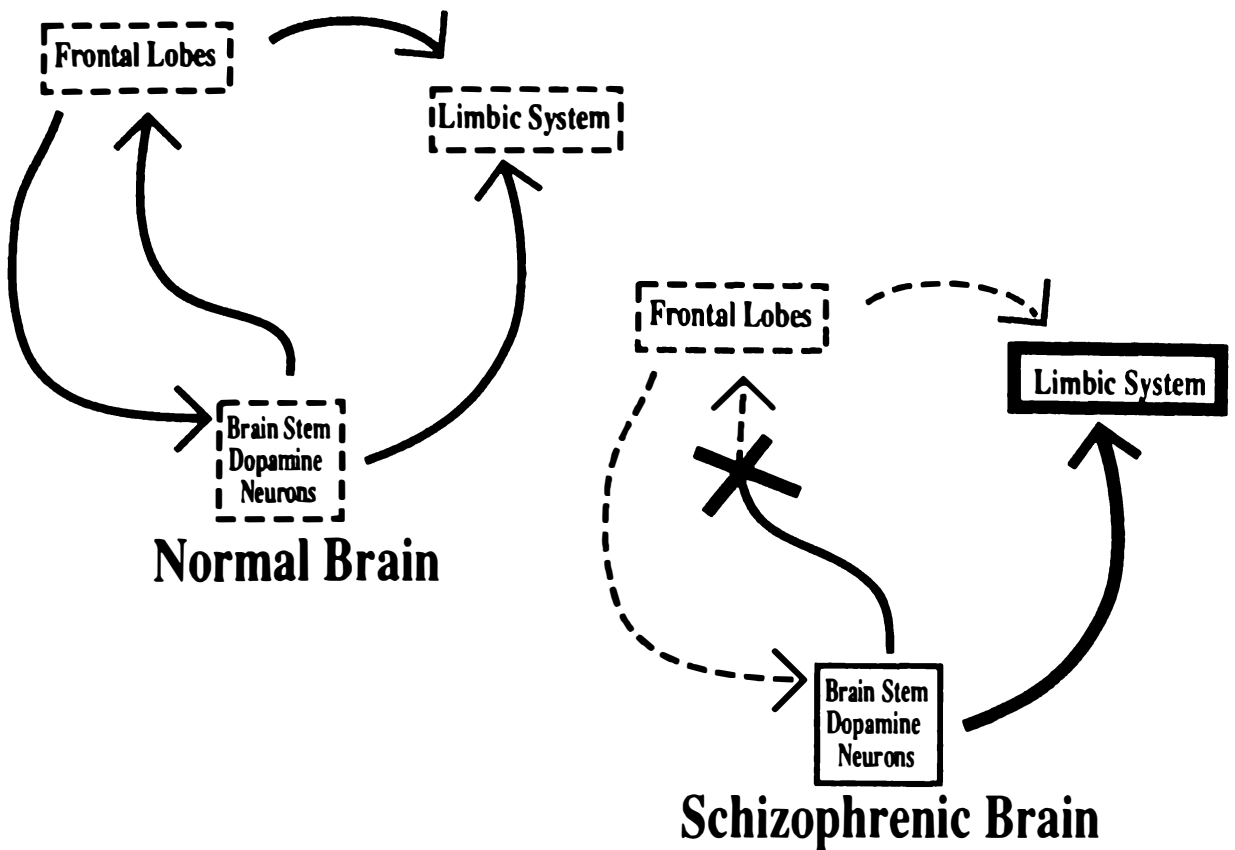 Frontal Lobes
Limbic System
Brain Stem
Dopamine
Neurons
Normal Brain
Frontal Lobes
Limbic System
Brain Stem
Dopamine
Neurons
Schizophrenic Brain